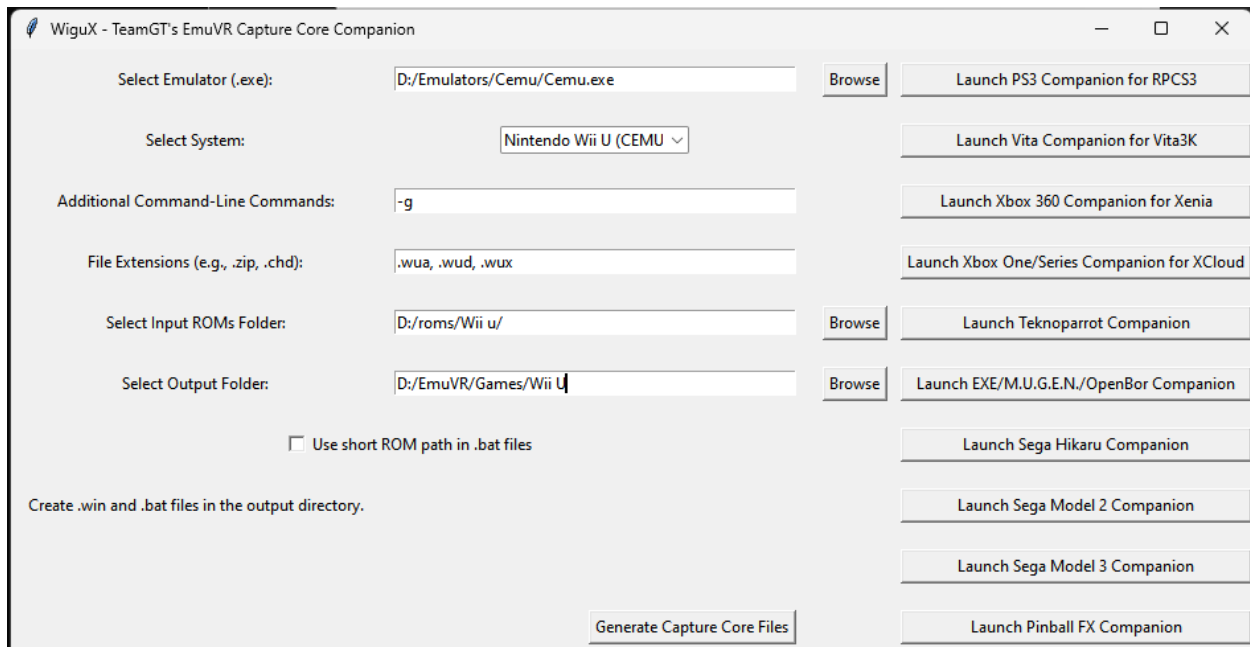 WiguX - TeamGT's EmuVR Capture Core Companion
Select Emulator (.exe): D:/Emulators/Cemu/Cemu.exe Browse Launch PS3 Companion for RPCS3
Select System: Nintendo Wii U (CEMU Launch Vita Companion for Vita3K
Additional Command-Line Commands: -g Launch Xbox 360 Companion for Xenia
File Extensions (e.g., .zip, .chd): .wua, .wud, .wux Launch Xbox One/Series Companion for XCloud
Select Input ROMs Folder: D:/roms/Wii u/ Browse Launch Teknoparrot Companion
Select Output Folder: D:/EmuVR/Games/Wii U Browse Launch EXE/M.U.G.E.N./OpenBor Companion
Use short ROM path in .bat files Launch Sega Hikaru Companion
Create .win and .bat files in the output directory. Launch Sega Model 2 Companion
Launch Sega Model 3 Companion
Generate Capture Core Files Launch Pinball FX Companion